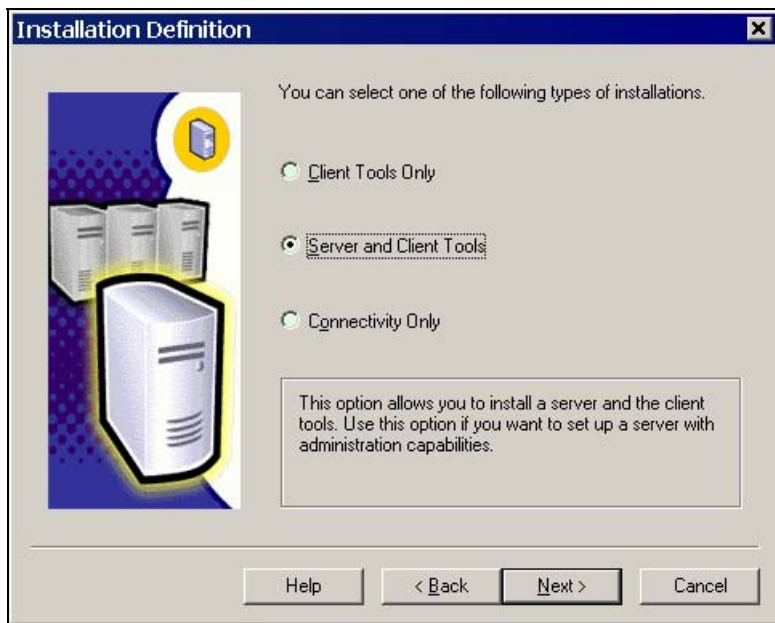 Installation Definition
You can select one of the following types of installations.
Client Tools Only
Server and Client Tools
Connectivity Only
This option allows you to install a server and the client
tools. Use this option if you want to set up a server with
administration capabilities.
Help < Back Next > Cancel